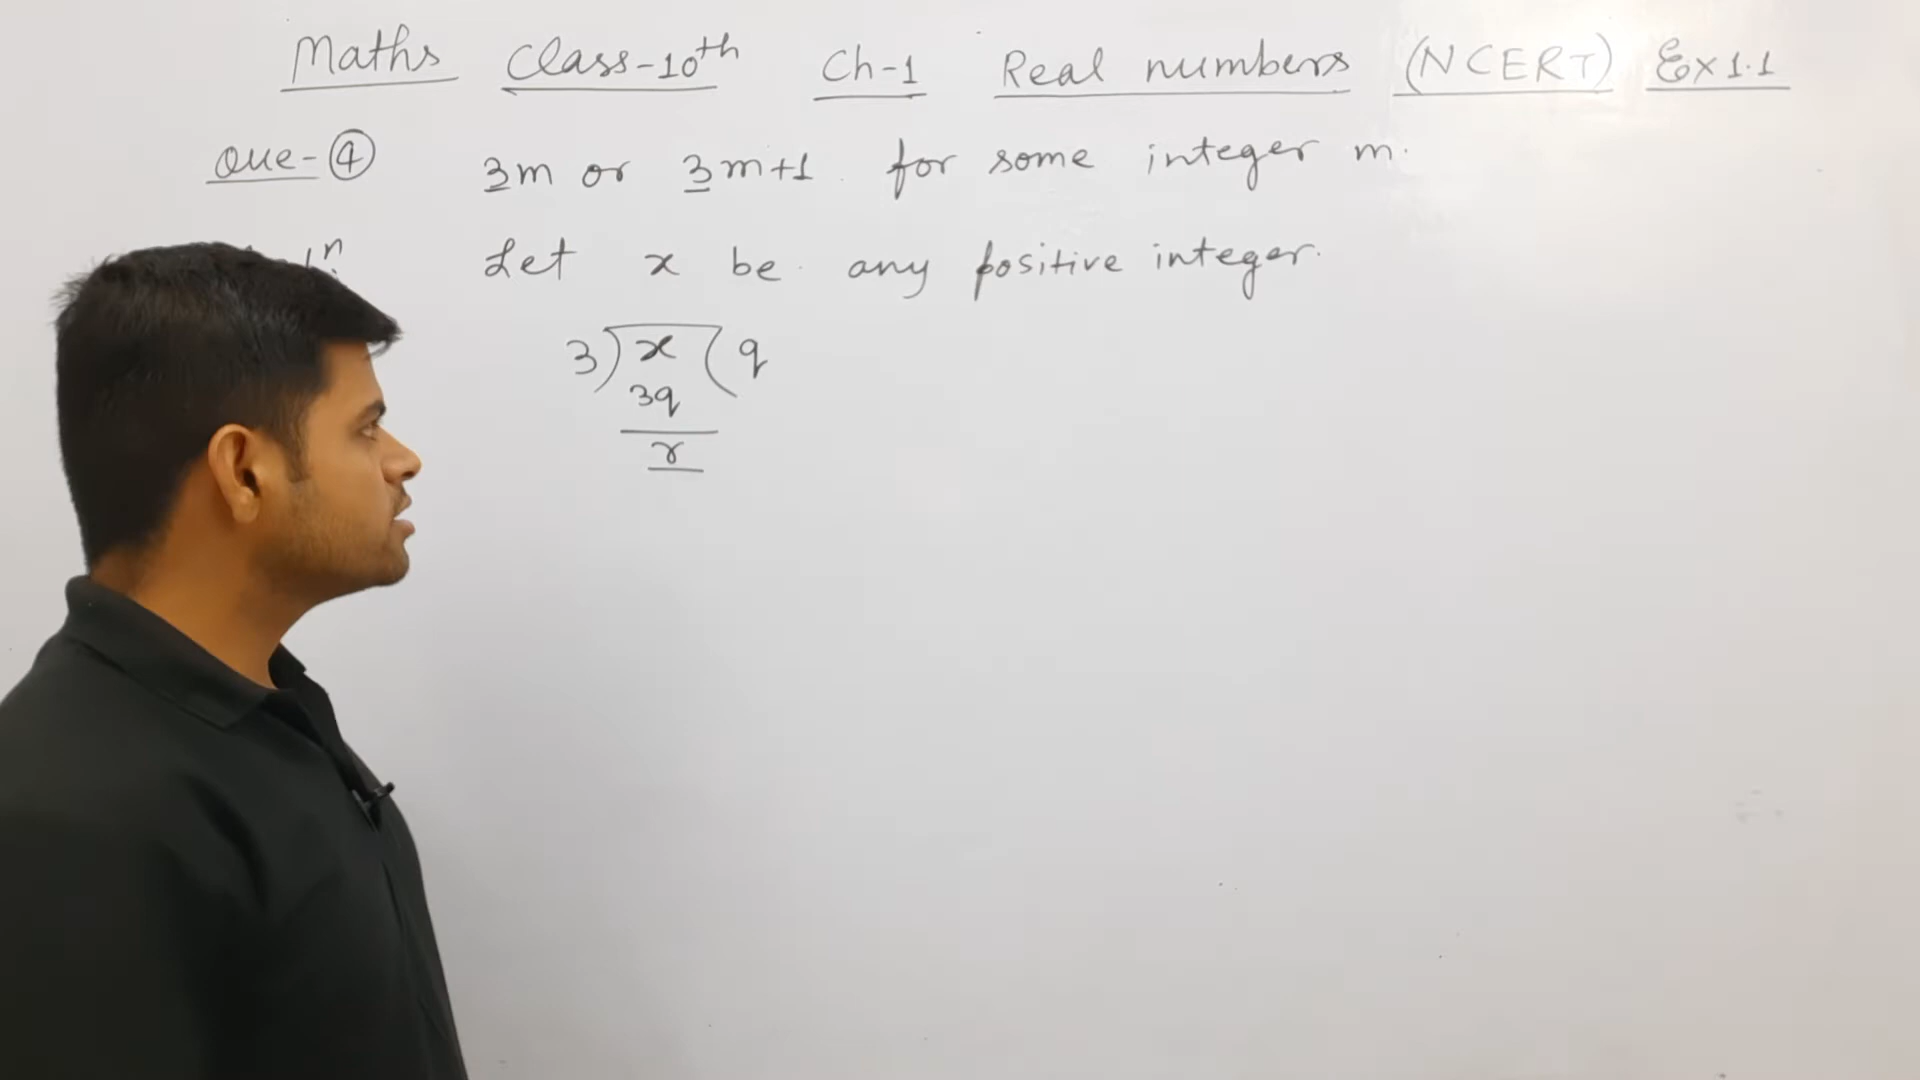 Maths Class-10th Ch-1 Real numbers (NCERT) Ex 1.1
Que-④ 3m or 3m+1 for some integer m.
Let x be any positive integer.
3) x ( q
3q
r